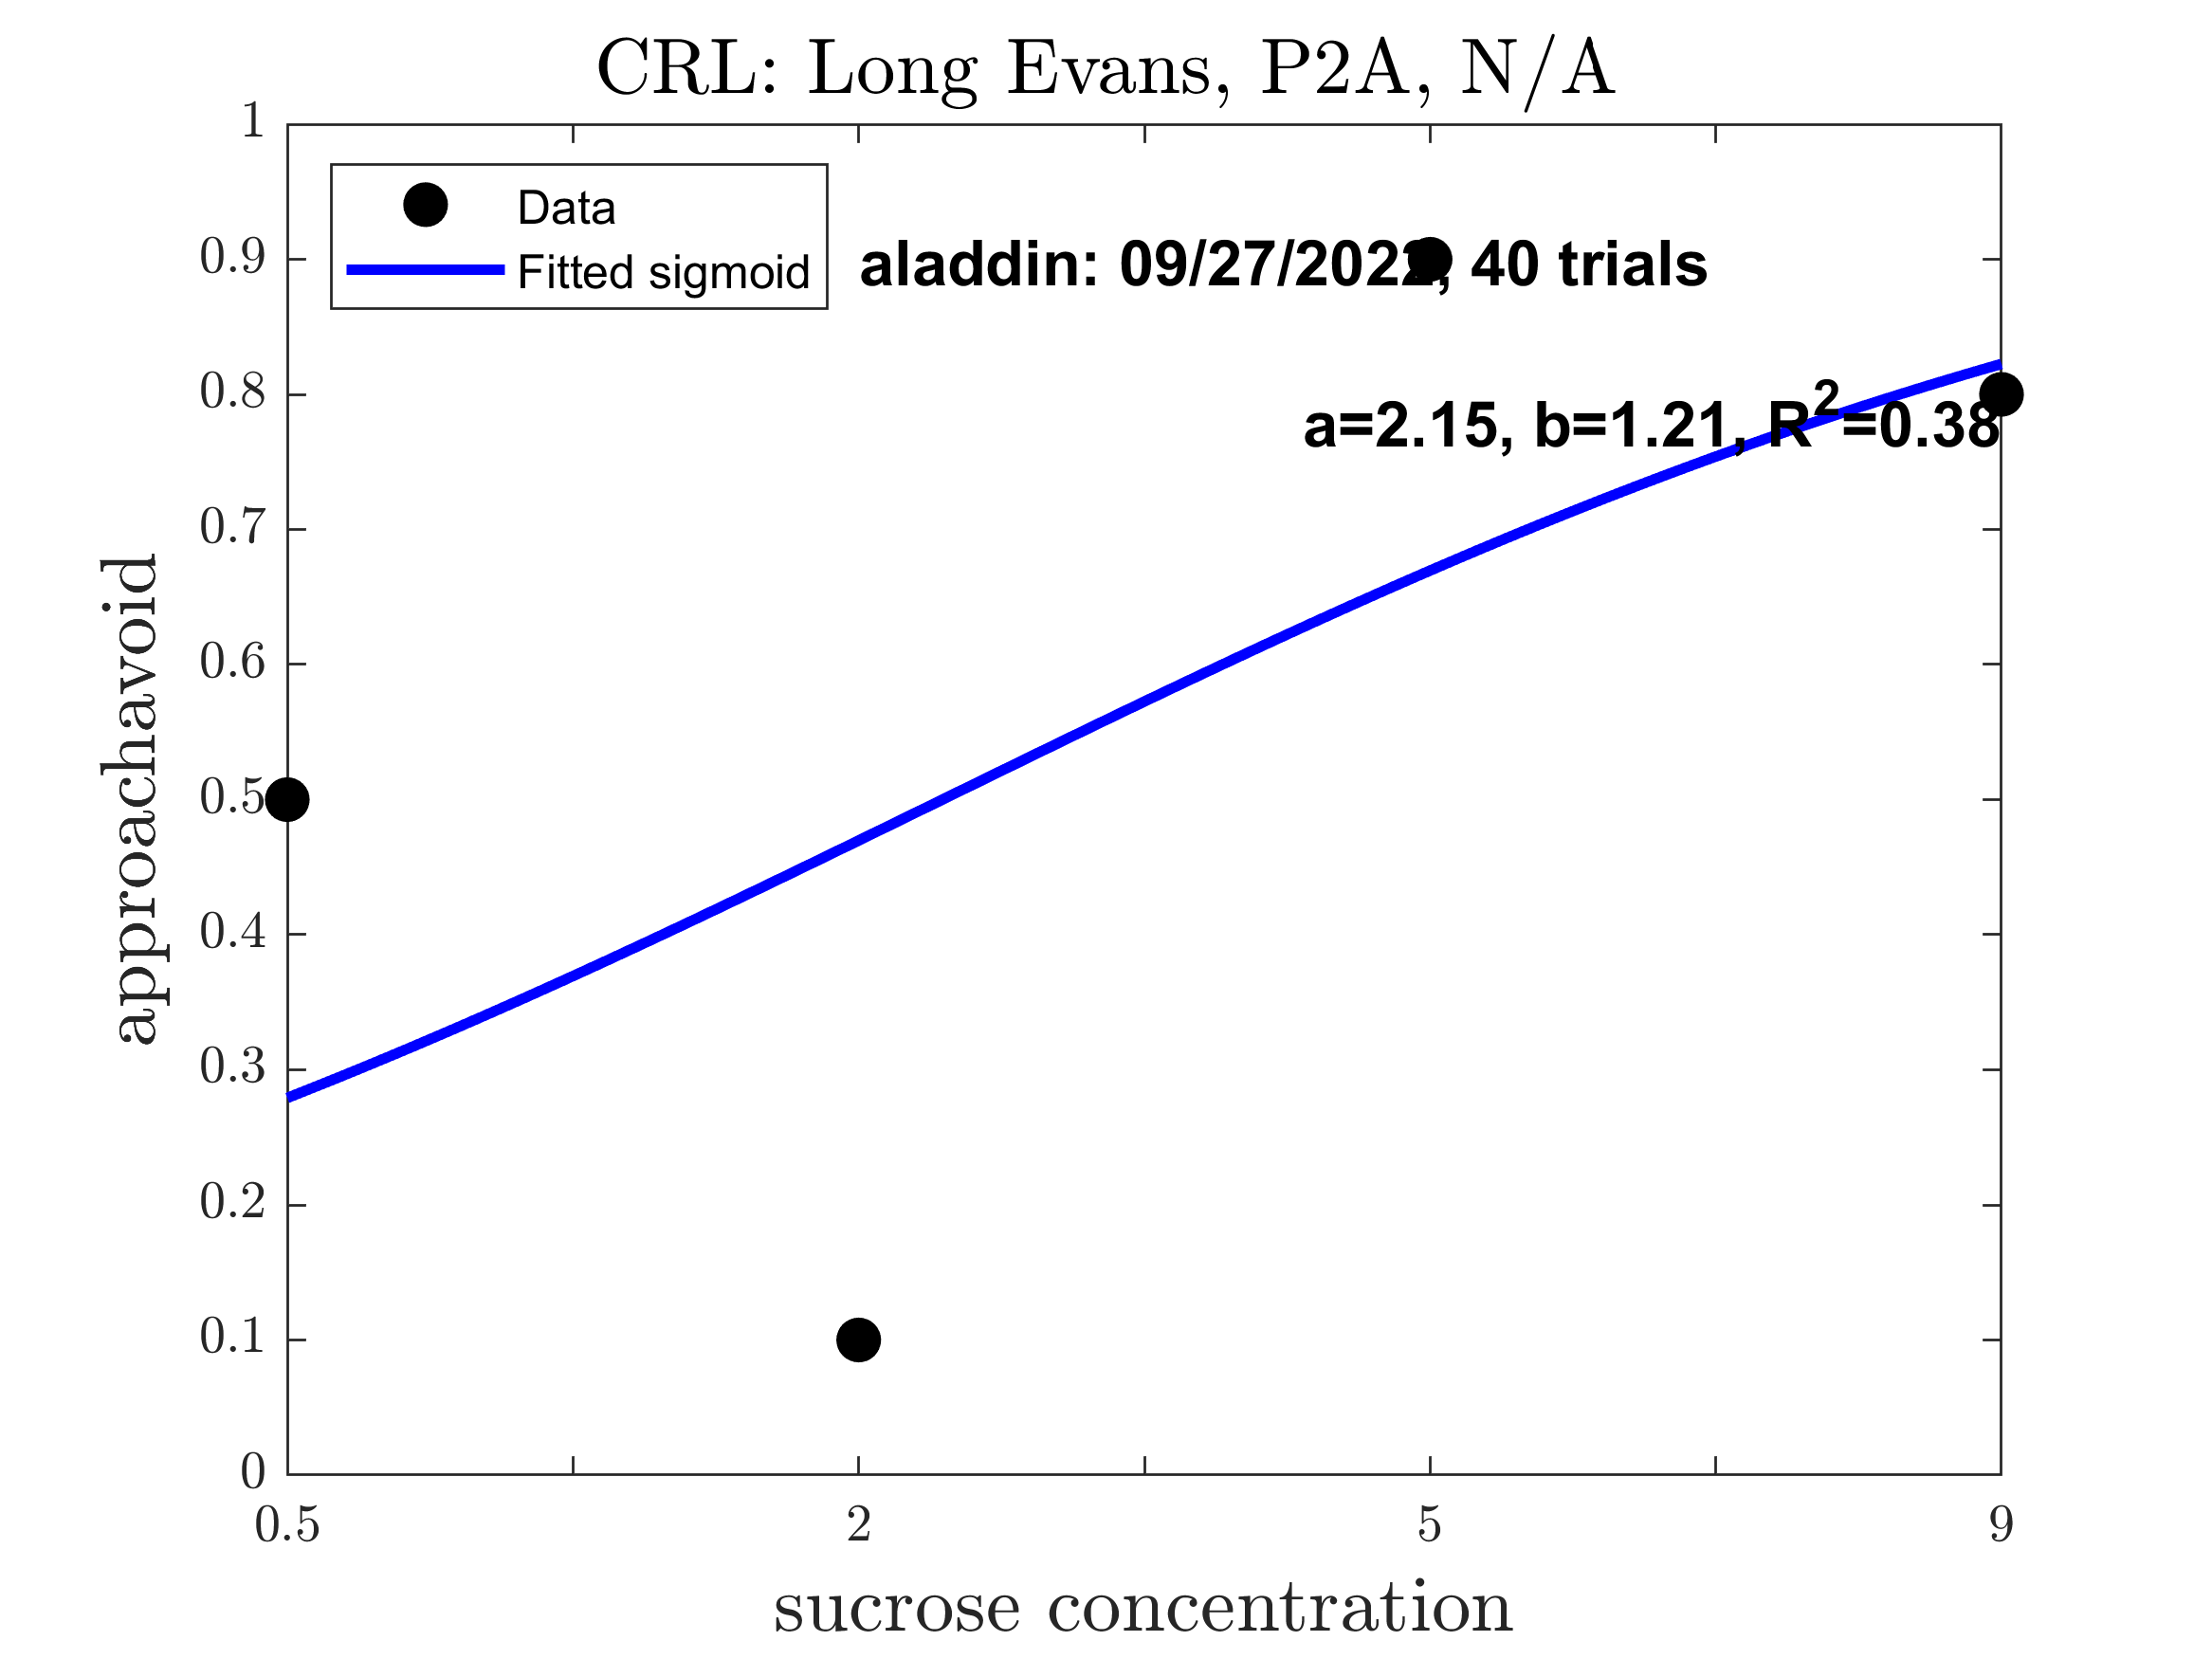 CRL: Long Evans, P2A, N/A
1
Data
Fitted sigmoid
aladdin: 09/27/2022, 40 trials
0.9
0.8
a=2.15, b=1.21, R²=0.38
0.7
0.6
0.5
0.4
0.3
0.2
0.1
0
approachavoid
0.5 2 5 9
sucrose concentration